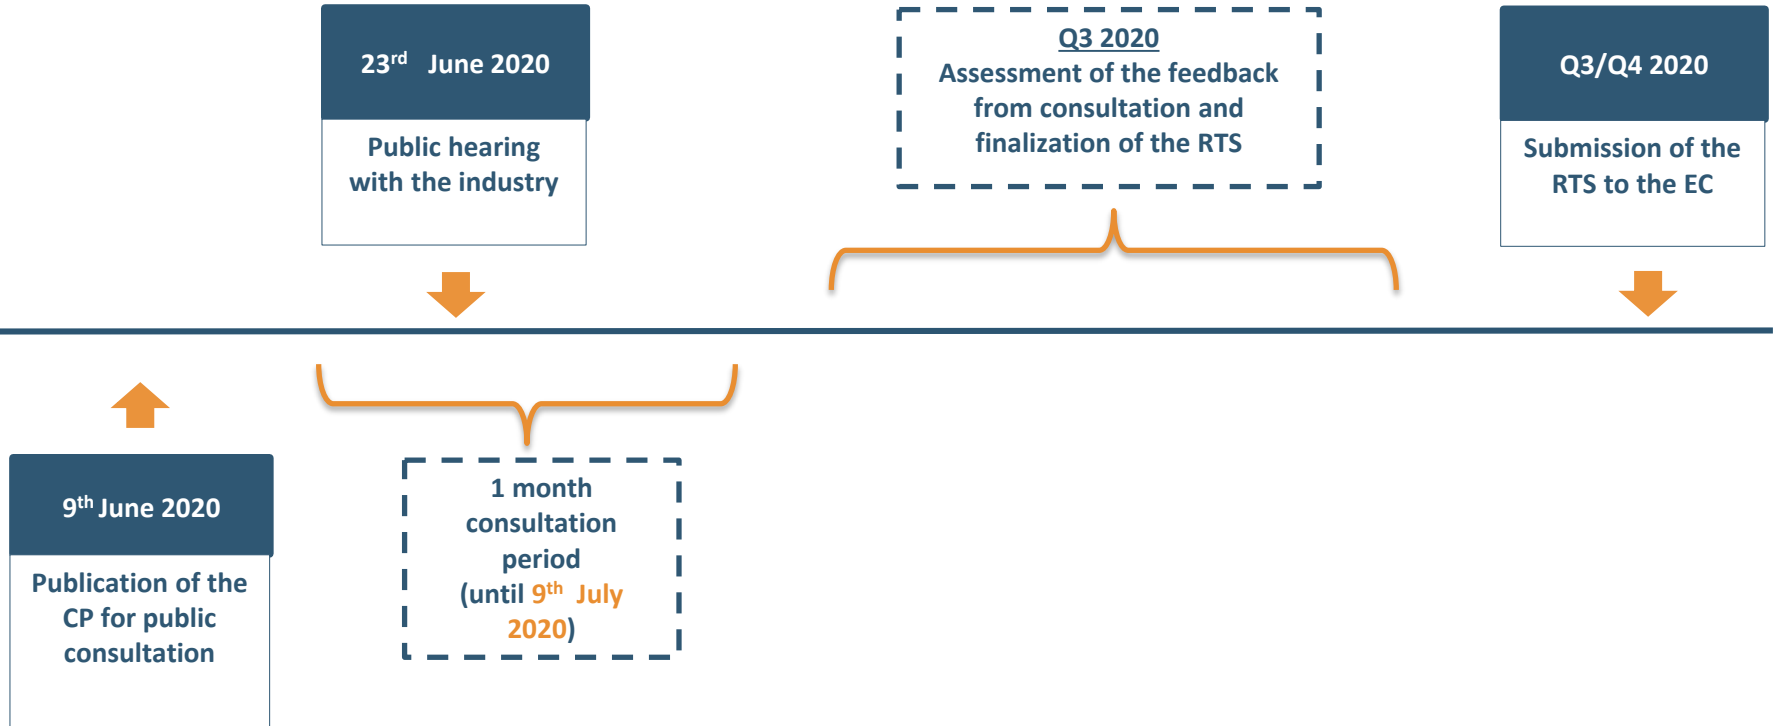 23rd June 2020
Public hearing
with the industry
Q3 2020
Assessment of the feedback
from consultation and
finalization of the RTS
Q3/Q4 2020
Submission of the
RTS to the EC
9th June 2020
Publication of the
CP for public
consultation
1 month
consultation
period
(until 9th July
2020)